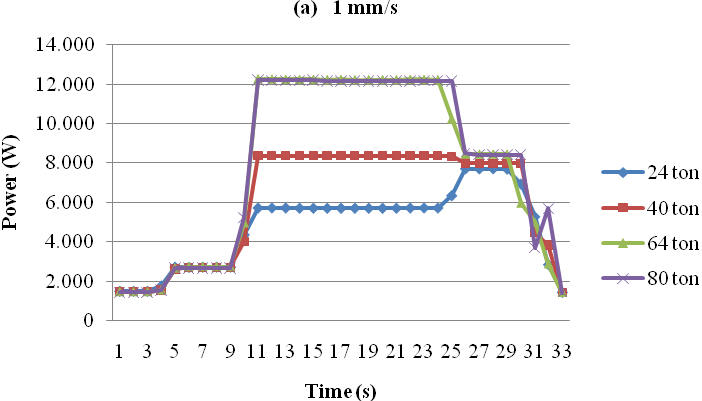 (a) 1 mm/s
14.000
12.000
10.000
8.000
6.000
4.000
2.000
0
Power (W)
1 3 5 7 9 11 13 15 17 19 21 23 25 27 29 31 33
Time (s)
24 ton
40 ton
64 ton
80 ton